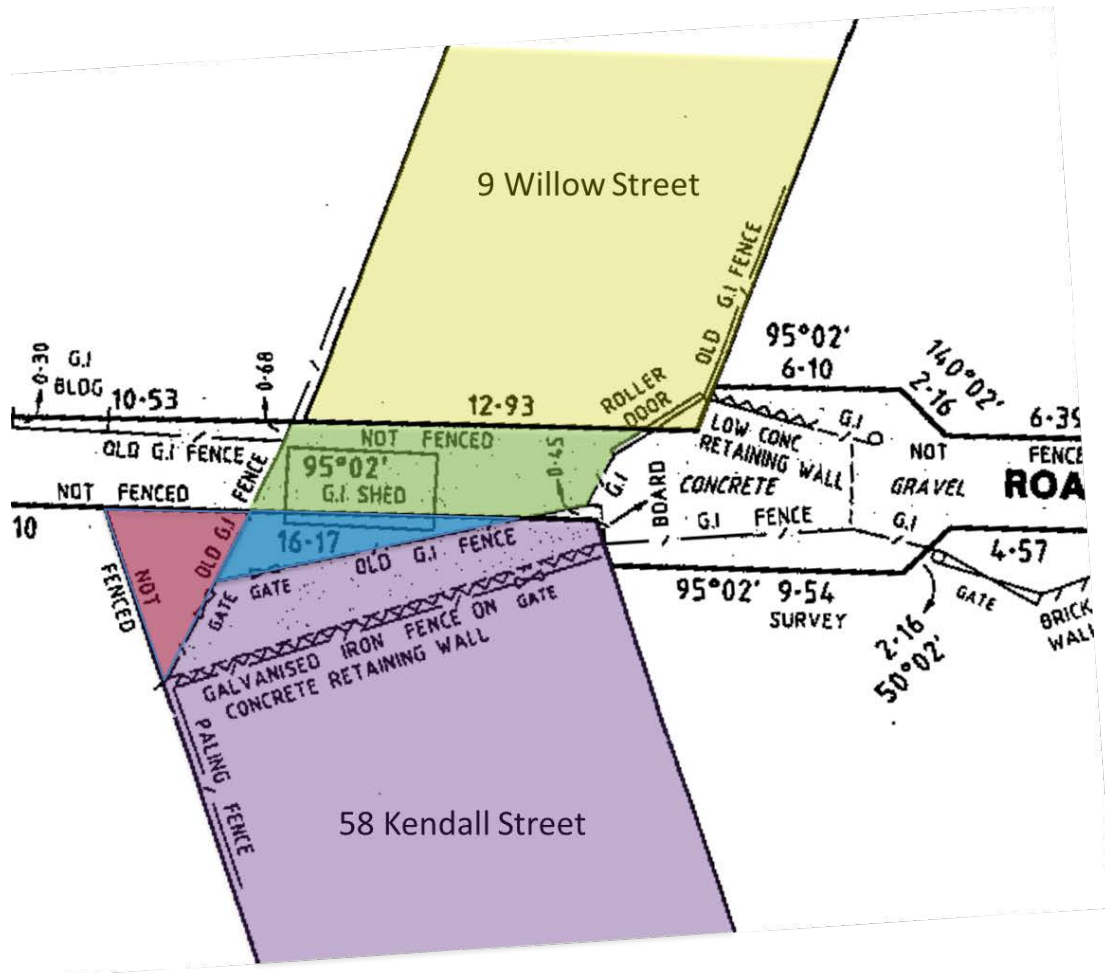 9 Willow Street
OLD G.I FENCE
95°02'
6·10
140°02'
2·16
6·39
0·30
G.I
BLDG
10·53
0·68
12·93
ROLLER
DOOR
NOT FENCED
OLD G.I FENCE
FENCE
OLD G.I
95°02'
G.I SHED
0·45
G.I
BOARD
LOW CONC
RETAINING WALL
G.I
CONCRETE
NOT
FENCE
GRAVEL
ROA
NOT FENCED
10
16·17
OLD G.I FENCE
G.I FENCE
G.I
4·57
NOT
FENCED
GATE
GATE
95°02' 9·54
SURVEY
GATE
BRICK
WALL
2·16
50°02'
GALVANISED IRON FENCE ON GATE
CONCRETE RETAINING WALL
PALING FENCE
58 Kendall Street